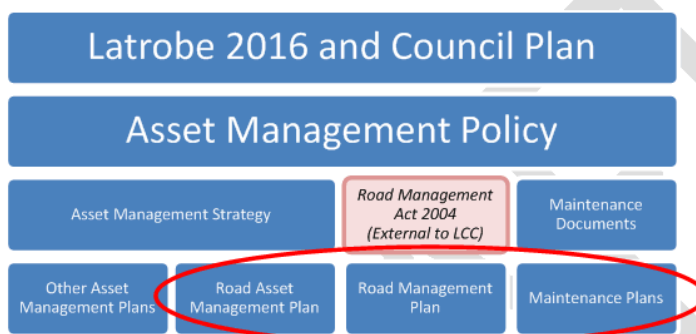 Latrobe 2016 and Council Plan
Asset Management Policy
Asset Management Strategy
Road Management
Act 2004
(External to LCC)
Maintenance
Documents
Other Asset
Management Plans
Road Asset
Management Plan
Road Management
Plan
Maintenance Plans